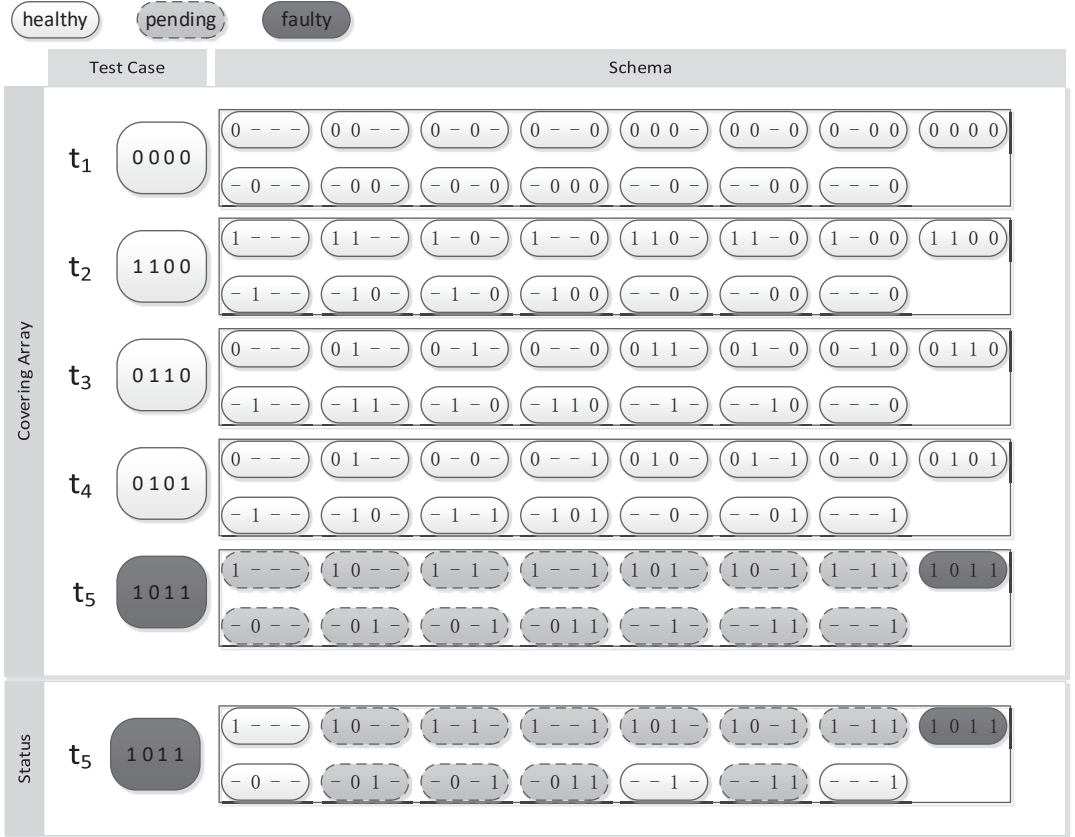 healthy pending faulty
Test Case Schema
Covering Array
t1 0000 0 - - - 0 0 - - 0 - 0 - 0 - - 0 0 0 0 - 0 0 - 0 0 - 0 0 0 0 0 0
- 0 - - - 0 0 - - 0 - 0 - 0 0 0 - - 0 - - - 0 0 - - - 0
t2 1100 1 - - - 1 1 - - 1 - 0 - 1 - - 0 1 1 0 - 1 1 - 0 1 - 0 0 1 1 0 0
- 1 - - - 1 0 - - 1 - 0 - 1 0 0 - - 0 - - - 0 0 - - - 0
t3 0110 0 - - - 0 1 - - 0 - 1 - 0 - - 0 0 1 1 - 0 1 - 0 0 - 1 0 0 1 1 0
- 1 - - - 1 1 - - 1 - 0 - 1 1 0 - - 1 - - - 1 0 - - - 0
t4 0101 0 - - - 0 1 - - 0 - 0 - 0 - - 1 0 1 0 - 0 1 - 1 0 - 0 1 0 1 0 1
- 1 - - - 1 0 - - 1 - 1 - 1 0 1 - - 0 - - - 0 1 - - - 1
t5 1011 1 - - - 1 0 - - 1 - 1 - 1 - - 1 1 0 1 - 1 0 - 1 1 - 1 1 1 0 1 1
- 0 - - - 0 1 - - 0 - 1 - 0 1 1 - - 1 - - - 1 1 - - - 1
Status
t5 1011 1 - - - 1 0 - - 1 - 1 - 1 - - 1 1 0 1 - 1 0 - 1 1 - 1 1 1 0 1 1
- 0 - - - 0 1 - - 0 - 1 - 0 1 1 - - 1 - - - 1 1 - - - 1